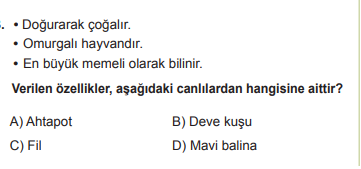 . • Doğurarak çoğalır.
• Omurgalı hayvandır.
• En büyük memeli olarak bilinir.
Verilen özellikler, aşağıdaki canlılardan hangisine aittir?
A) Ahtapot B) Deve kuşu
C) Fil D) Mavi balina